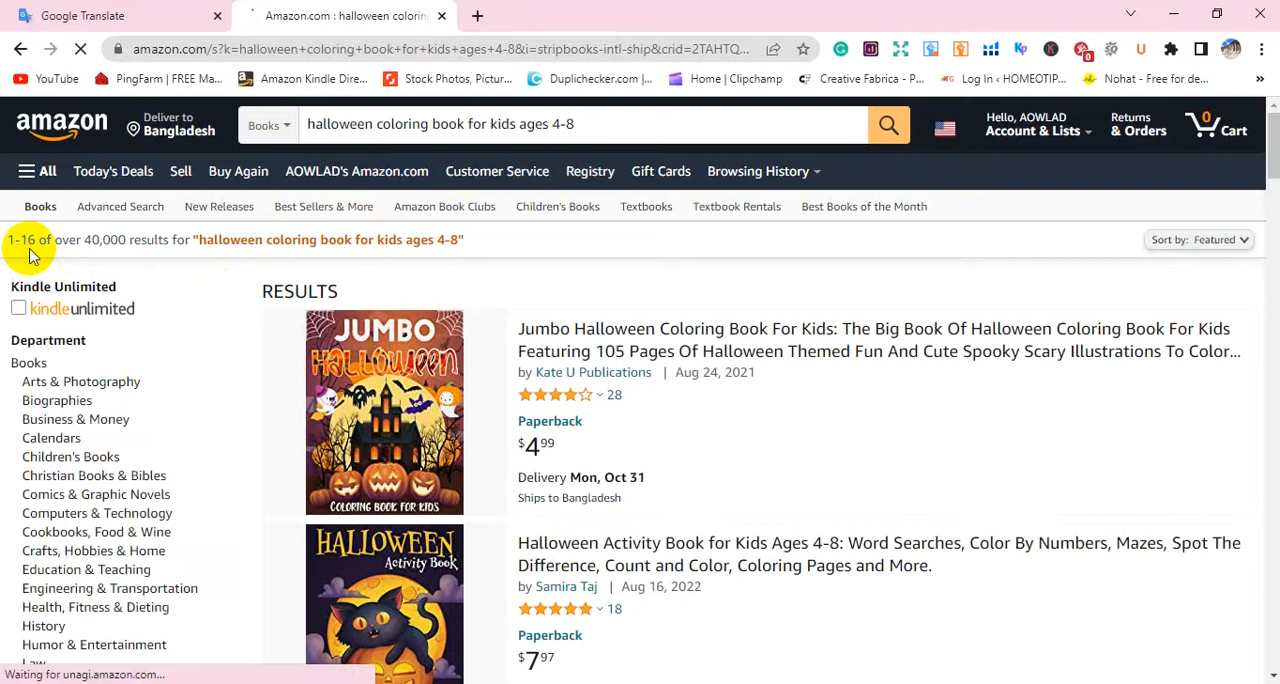 Google Translate
Amazon.com : halloween colorin
amazon.com/s?k=halloween+coloring+book+for+kids+ages+4-8&i=stripbooks-intl-ship&crid=2TAHTQ...
YouTube
PingFarm | FREE Ma...
Amazon Kindle Dire...
Stock Photos, Pictur...
Duplichecker.com |...
Home | Clipchamp
Creative Fabrica - P...
Log In ‹ HOMEOTIP...
Nohat - Free for de...
»
amazon
Deliver to
Bangladesh
Books
halloween coloring book for kids ages 4-8
Hello, AOWLAD
Account & Lists
Returns
& Orders
0
Cart
All
Today's Deals
Sell
Buy Again
AOWLAD's Amazon.com
Customer Service
Registry
Gift Cards
Browsing History
Books
Advanced Search
New Releases
Best Sellers & More
Amazon Book Clubs
Children's Books
Textbooks
Textbook Rentals
Best Books of the Month
1-16 of over 40,000 results for "halloween coloring book for kids ages 4-8"
Sort by: Featured
Kindle Unlimited
kindleunlimited
Department
Books
Arts & Photography
Biographies
Business & Money
Calendars
Children's Books
Christian Books & Bibles
Comics & Graphic Novels
Computers & Technology
Cookbooks, Food & Wine
Crafts, Hobbies & Home
Education & Teaching
Engineering & Transportation
Health, Fitness & Dieting
History
Humor & Entertainment
Law
Waiting for unagi.amazon.com...
RESULTS
JUMBO
HALLOWEEN
COLORING BOOK FOR KIDS
Jumbo Halloween Coloring Book For Kids: The Big Book Of Halloween Coloring Book For Kids
Featuring 105 Pages Of Halloween Themed Fun And Cute Spooky Scary Illustrations To Color...
by Kate U Publications | Aug 24, 2021
28
Paperback
$4.99
Delivery Mon, Oct 31
Ships to Bangladesh
HALLOWEEN
Activity Book
Halloween Activity Book for Kids Ages 4-8: Word Searches, Color By Numbers, Mazes, Spot The
Difference, Count and Color, Coloring Pages and More.
by Samira Taj | Aug 16, 2022
18
Paperback
$7.97